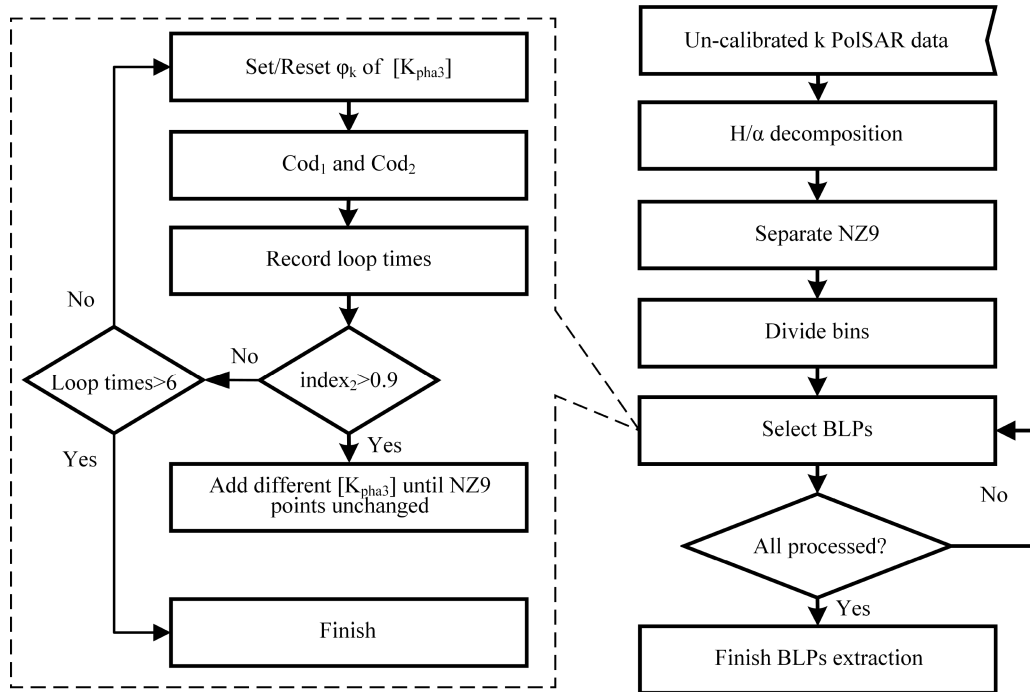 Set/Reset φₖ of [Kₚₕₐ₃]
Cod₁ and Cod₂
Record loop times
No
No
Loop times>6
index₂>0.9
Yes
Yes
Add different [Kₚₕₐ₃] until NZ9
points unchanged
Finish
Un-calibrated k PolSAR data
H/α decomposition
Separate NZ9
Divide bins
Select BLPs
No
All processed?
Yes
Finish BLPs extraction